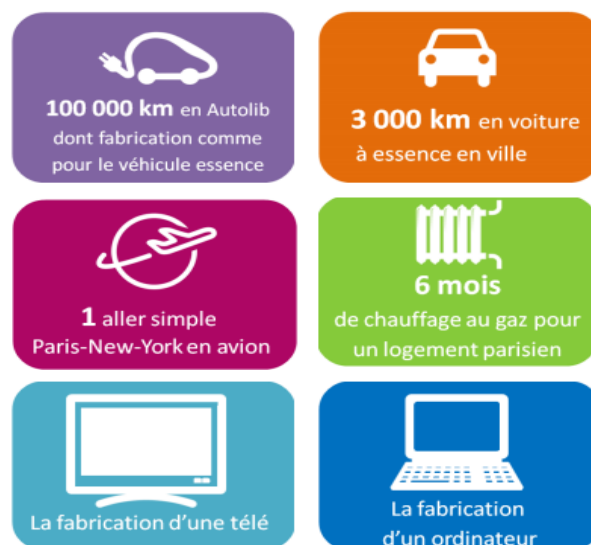 100 000 km en Autolib
dont fabrication comme
pour le véhicule essence
3 000 km en voiture
à essence en ville
1 aller simple
Paris-New-York en avion
6 mois
de chauffage au gaz pour
un logement parisien
La fabrication d'une télé
La fabrication
d'un ordinateur